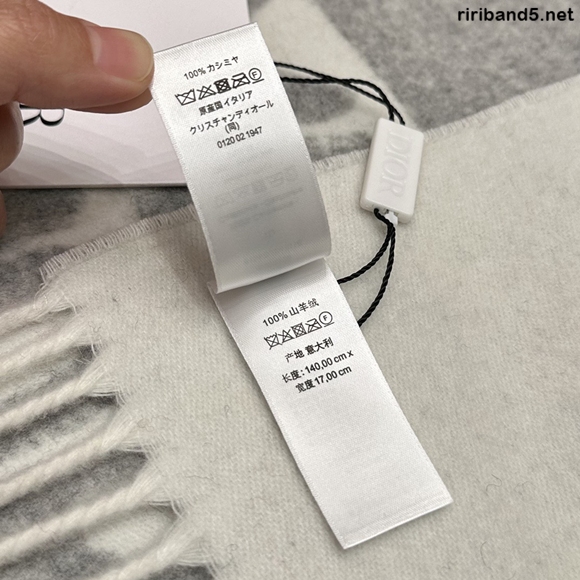 ririband5.net
100% カシミヤ
F
原産国 イタリア
クリスチャンディオール
(同)
0120 02 1947
R
DIOR
100% 山羊绒
F
产地 意大利
长度: 140,00 cm x
宽度 17,00 cm